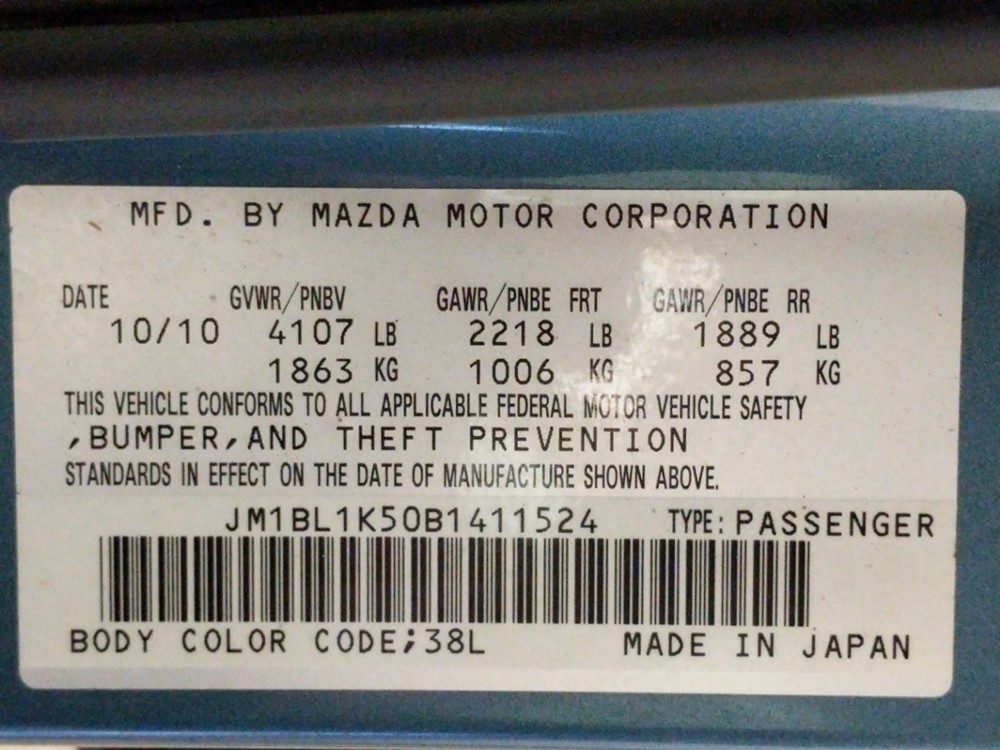 MFD. BY MAZDA MOTOR CORPORATION
DATE GVWR/PNBV GAWR/PNBE FRT GAWR/PNBE RR
10/10 4107 LB 2218 LB 1889 LB
1863 KG 1006 KG 857 KG
THIS VEHICLE CONFORMS TO ALL APPLICABLE FEDERAL MOTOR VEHICLE SAFETY
,BUMPER,AND THEFT PREVENTION
STANDARDS IN EFFECT ON THE DATE OF MANUFACTURE SHOWN ABOVE.
JM1BL1K50B1411524 TYPE: PASSENGER
BODY COLOR CODE;38L MADE IN JAPAN